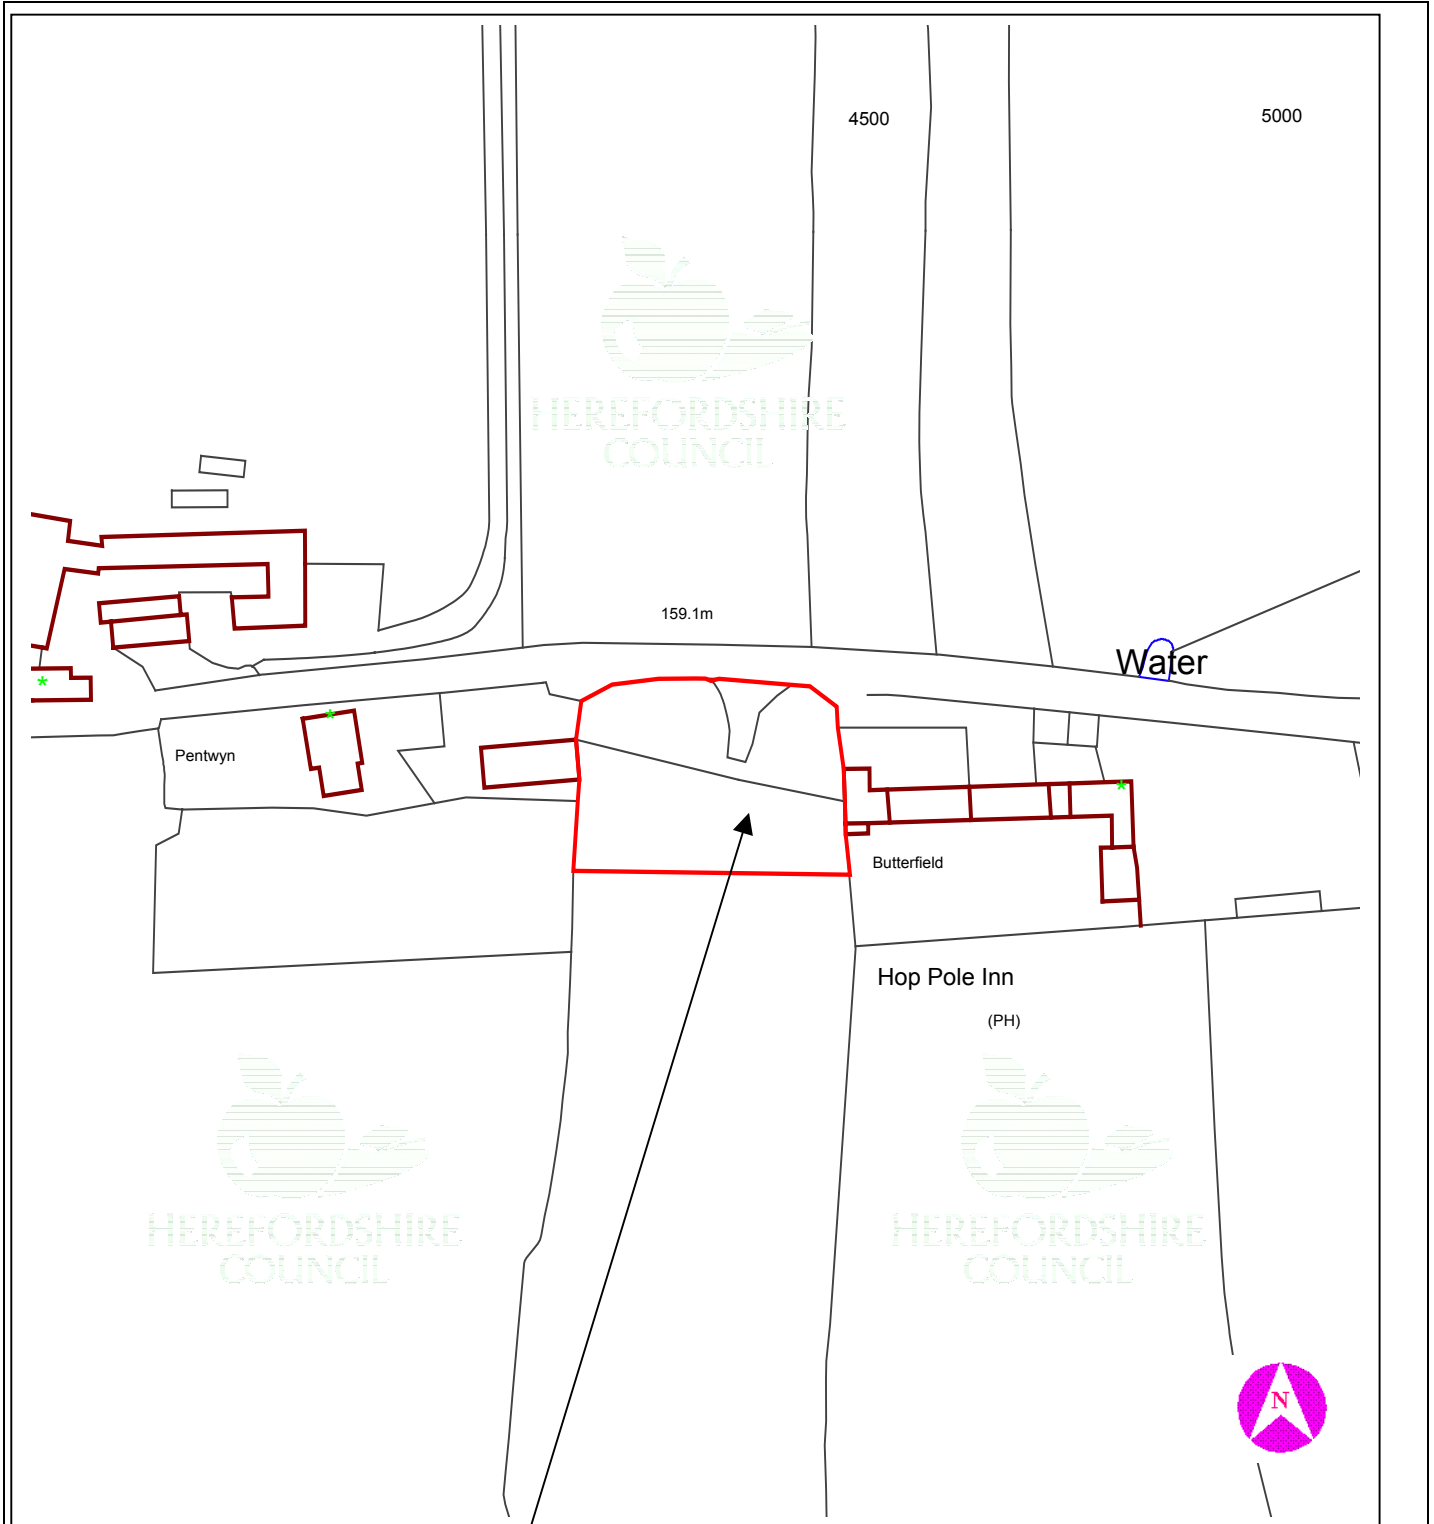 4500
5000
HEREFORDSHIRE
COUNCIL
159.1m
Water
Pentwyn
Butterfield
Hop Pole Inn
(PH)
HEREFORDSHIRE
COUNCIL
HEREFORDSHIRE
COUNCIL
N